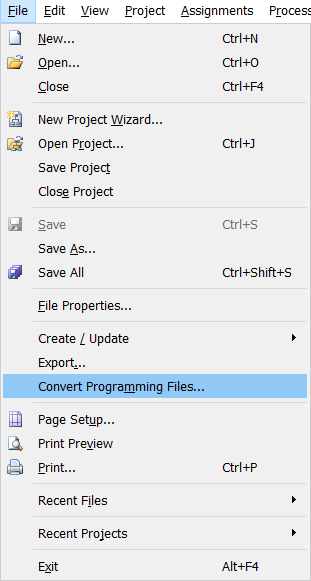 File Edit View Project Assignments Process
New... Ctrl+N
Open... Ctrl+O
Close Ctrl+F4
New Project Wizard...
Open Project... Ctrl+J
Save Project
Close Project
Save Ctrl+S
Save As...
Save All Ctrl+Shift+S
File Properties...
Create / Update
Export...
Convert Programming Files...
Page Setup...
Print Preview
Print... Ctrl+P
Recent Files
Recent Projects
Exit Alt+F4